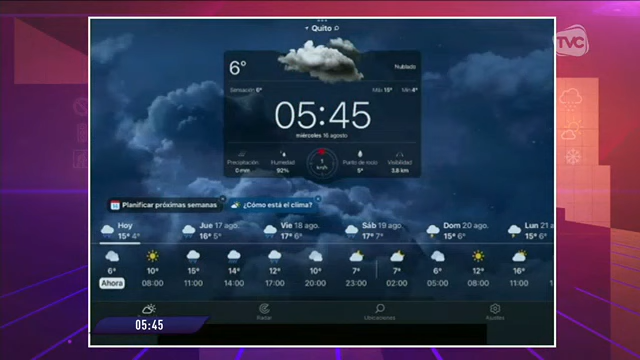 TVC
Quito
6°
Nublado
Sensación 6°
Máx 15° Mín 4°
05:45
miércoles 16 agosto
Precipitación
0 mm
Humedad
92%
1
km/h
Punto de rocío
5°
Visibilidad
3.8 km
Planificar próximas semanas
¿Cómo está el clima?
Hoy
15° 4°
Jue 17 ago.
16° 5°
Vie 18 ago.
17° 6°
Sáb 19 ago.
17° 7°
Dom 20 ago.
15° 6°
Lun 21 a
15° 6°
6° 10° 15° 14° 12° 10° 7° 7° 6° 12° 16°
Ahora 08:00 11:00 14:00 17:00 20:00 23:00 02:00 05:00 08:00 11:00
Radar
Ubicaciones
Ajustes
05:45